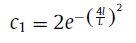 c₁ = 2e^{-(4l/L)^2}